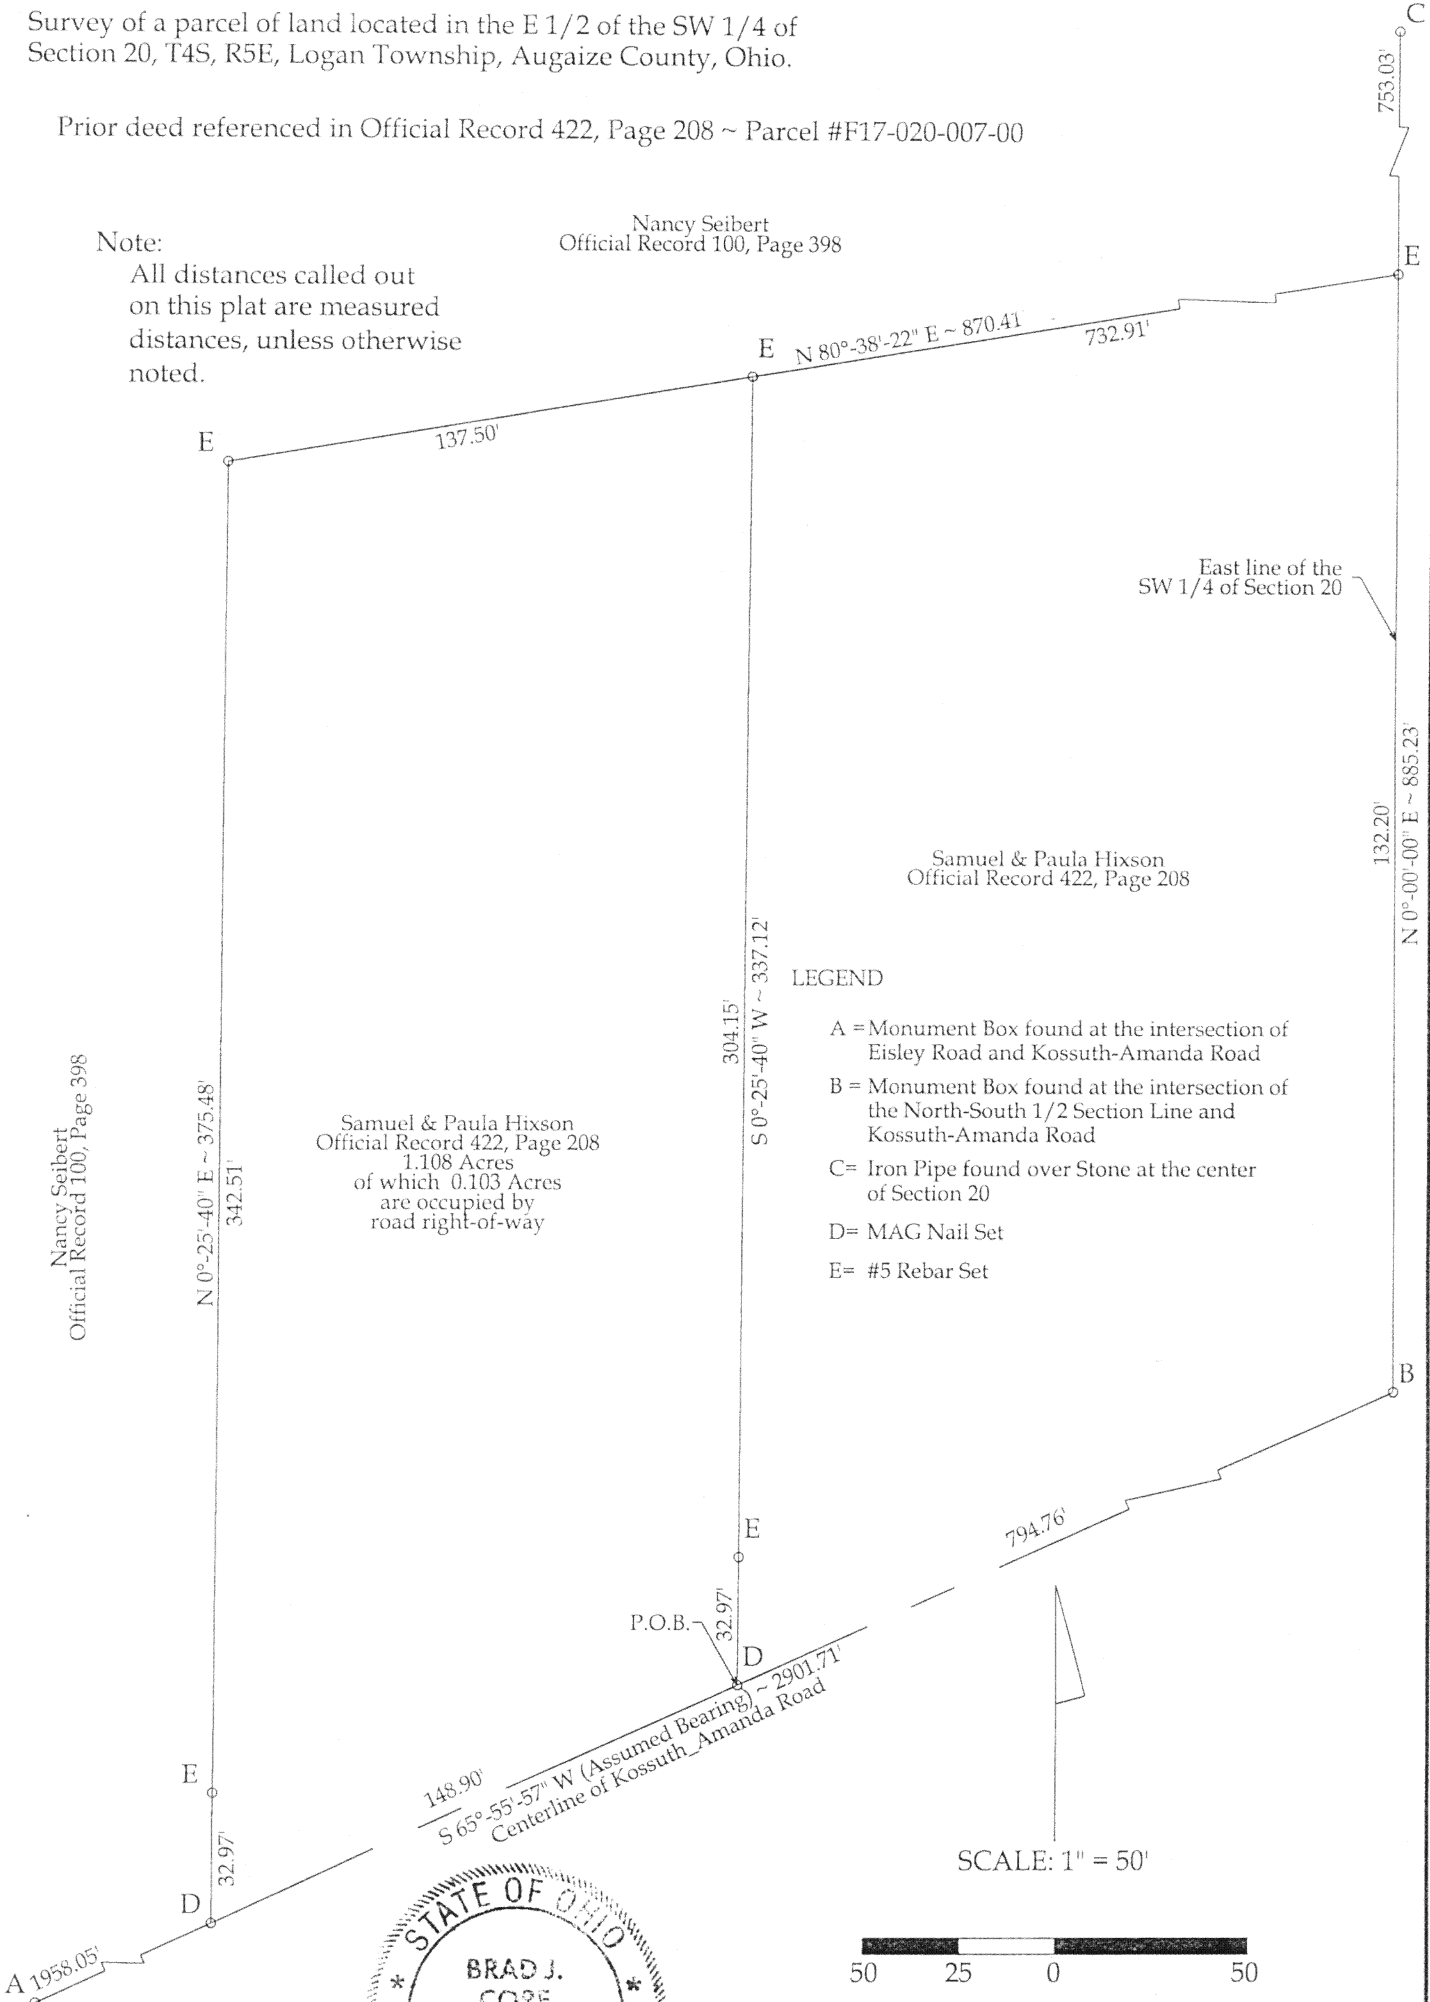 Survey of a parcel of land located in the E 1/2 of the SW 1/4 of
Section 20, T4S, R5E, Logan Township, Augaize County, Ohio.
Prior deed referenced in Official Record 422, Page 208 ~ Parcel #F17-020-007-00
C
753.03'
Note:
All distances called out
on this plat are measured
distances, unless otherwise
noted.
Nancy Seibert
Official Record 100, Page 398
E
E
N 80°-38'-22" E ~ 870.41'
732.91'
E
137.50'
East line of the
SW 1/4 of Section 20
132.20'
N 0°-00'-00" E ~ 885.23'
Samuel & Paula Hixson
Official Record 422, Page 208
304.15'
S 0°-25'-40" W ~ 337.12'
LEGEND
A = Monument Box found at the intersection of
Eisley Road and Kossuth-Amanda Road
B = Monument Box found at the intersection of
the North-South 1/2 Section Line and
Kossuth-Amanda Road
C= Iron Pipe found over Stone at the center
of Section 20
D= MAG Nail Set
E= #5 Rebar Set
Nancy Seibert
Official Record 100, Page 398
N 0°-25'-40" E ~ 375.48'
342.51'
Samuel & Paula Hixson
Official Record 422, Page 208
1.108 Acres
of which 0.103 Acres
are occupied by
road right-of-way
B
794.76'
E
32.97'
P.O.B.
D
S 65°-55'-57" W (Assumed Bearing) ~ 2901.71'
Centerline of Kossuth_Amanda Road
148.90'
E
32.97'
D
A 1958.05'
SCALE: 1" = 50'
50 25 0 50
STATE OF OHIO
* BRAD J. *
CORE